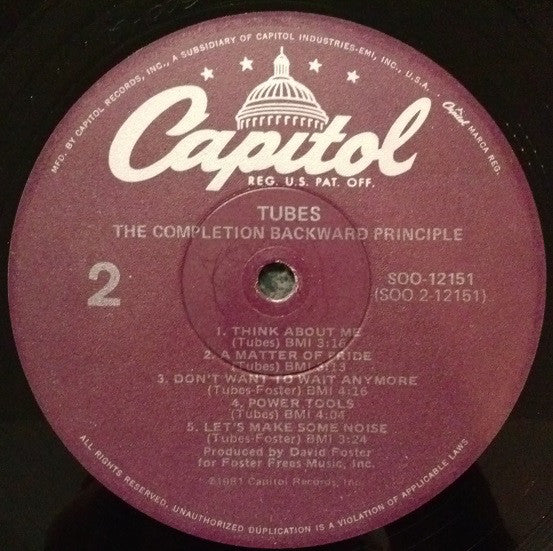 MFD. BY CAPITOL RECORDS, INC., A SUBSIDIARY OF CAPITOL INDUSTRIES-EMI, INC., U.S.A. · Capitol MARCA REG.
Capitol
REG. U.S. PAT. OFF.
TUBES
THE COMPLETION BACKWARD PRINCIPLE
2
SOO-12151
(SOO 2-12151)
1. THINK ABOUT ME
(Tubes) BMI 3:16
2. A MATTER OF PRIDE
(Tubes) BMI :13
3. DON'T WANT TO WAIT ANYMORE
(Tubes-Foster) BMI 4:16
4. POWER TOOLS
(Tubes) BMI 4:04
5. LET'S MAKE SOME NOISE
(Tubes-Foster) BMI 3:24
Produced by David Foster
for Foster Frees Music, Inc.
℗1981 Capitol Records, Inc.
ALL RIGHTS RESERVED. UNAUTHORIZED DUPLICATION IS A VIOLATION OF APPLICABLE LAWS